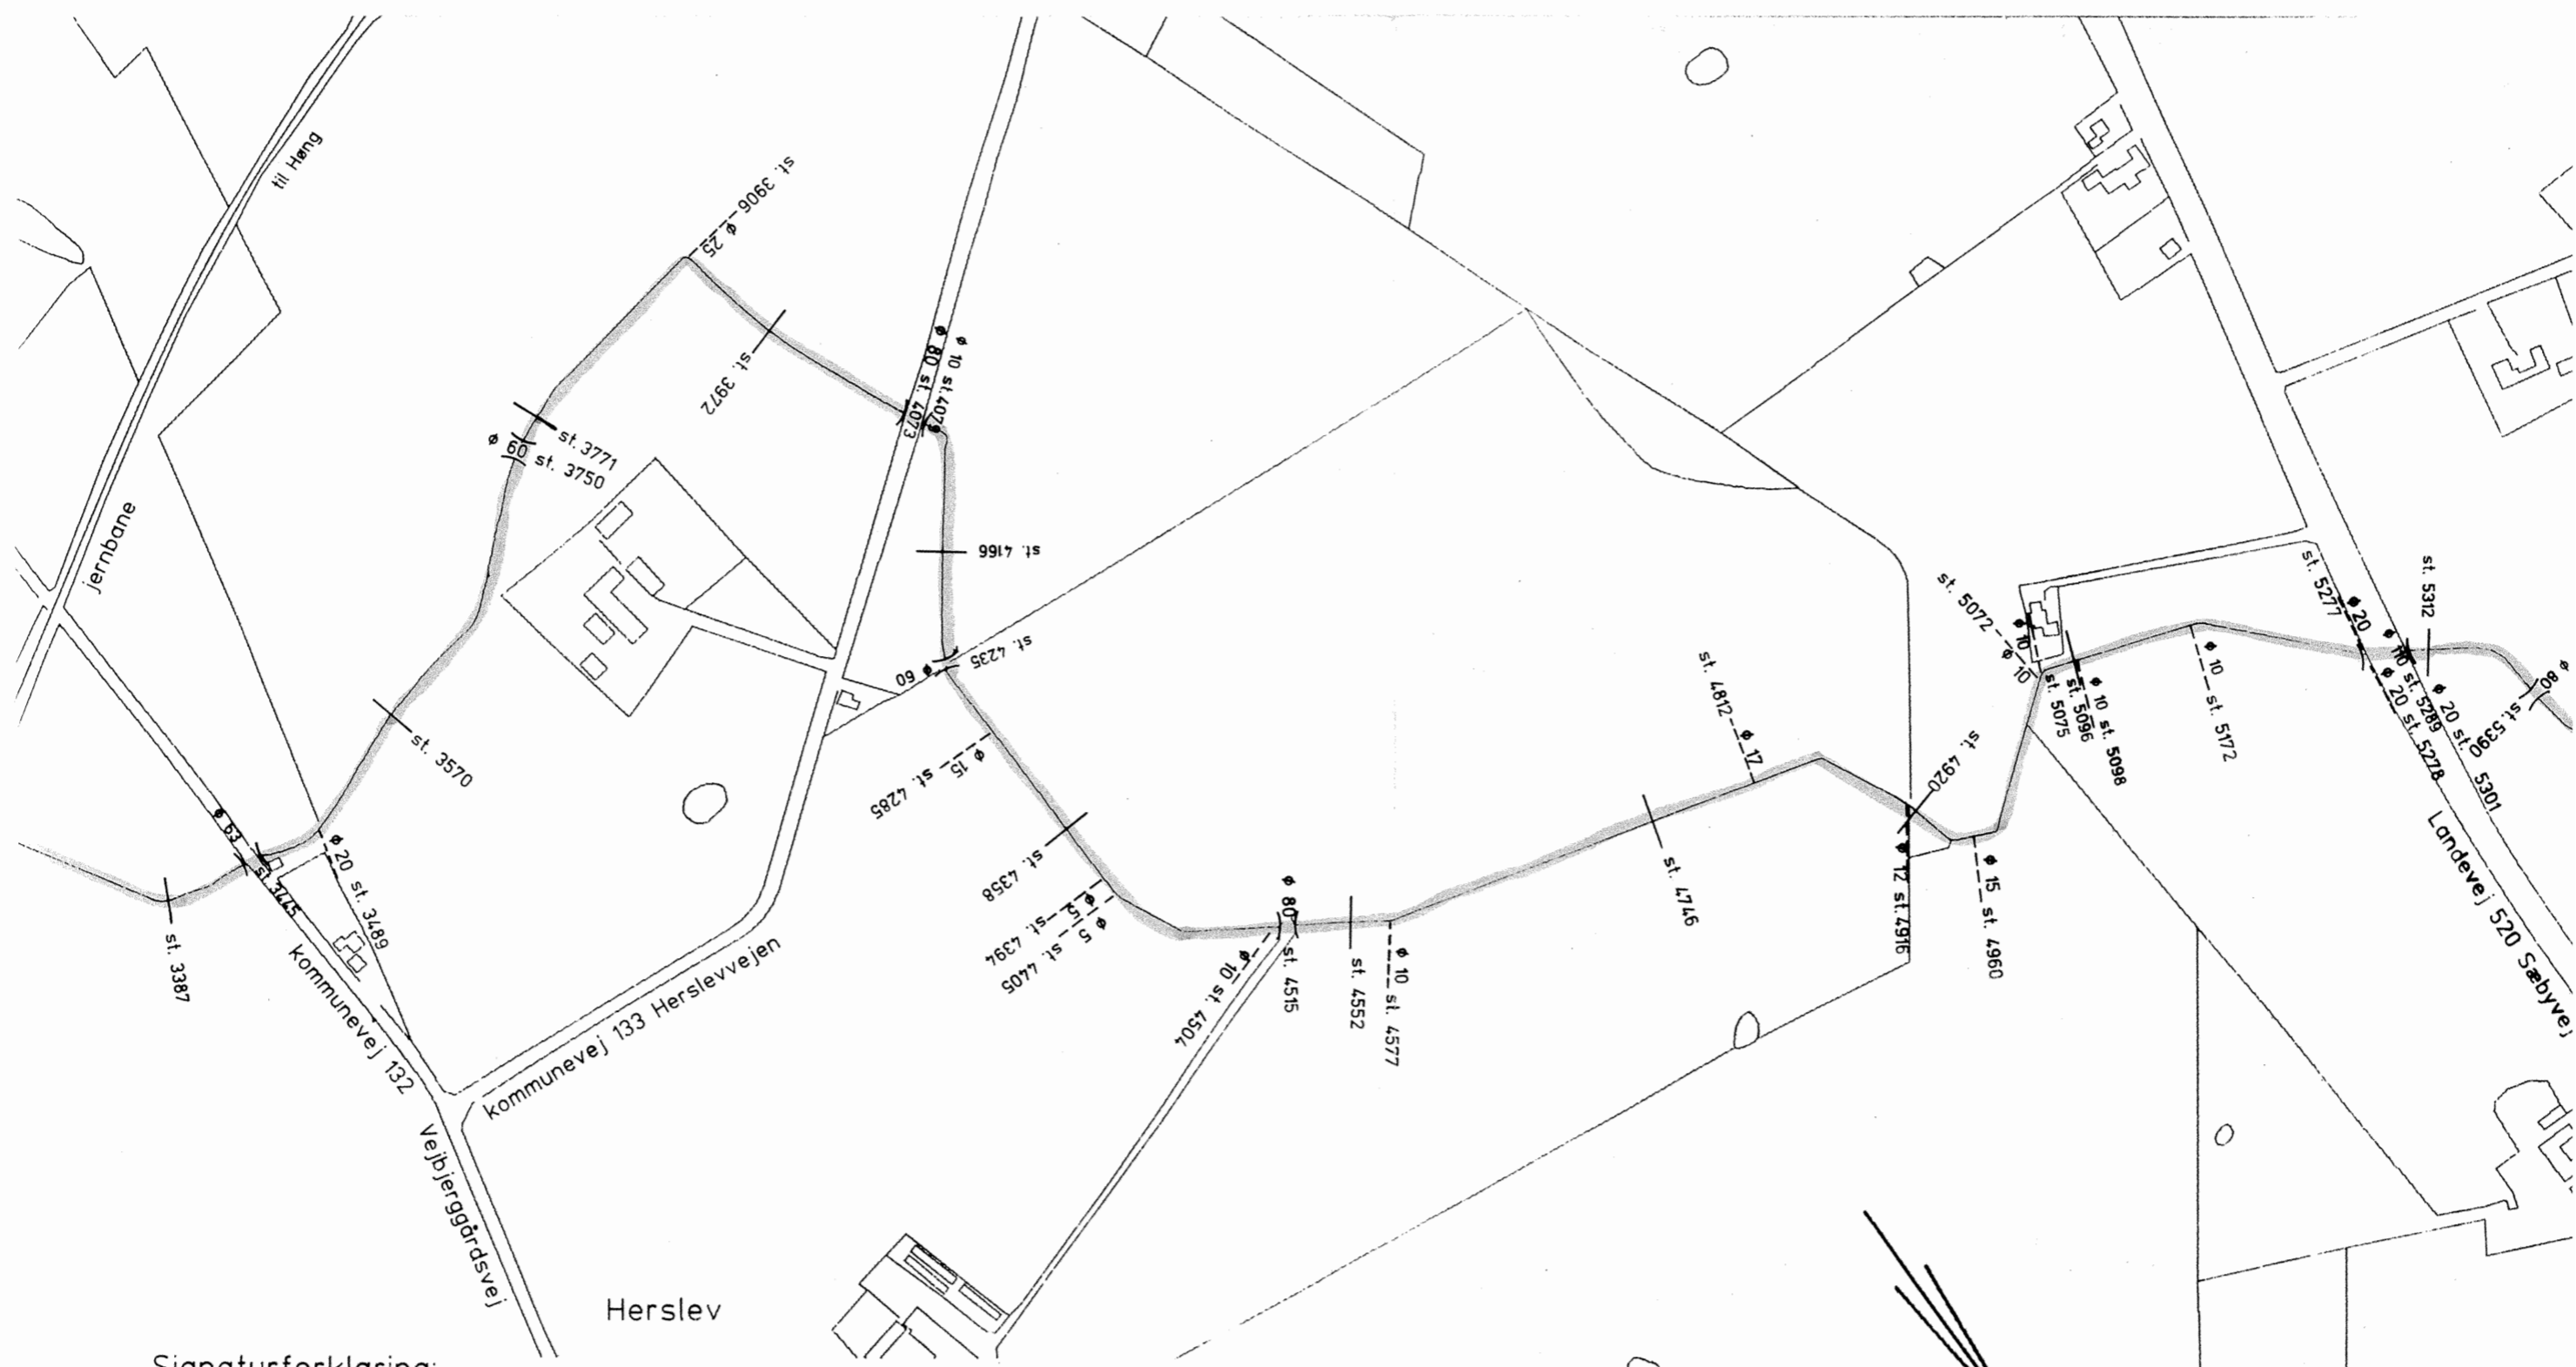 til Høng
jernbane
st. 3387
ø 63
st. 3445
ø 20 st. 3489
st. 3570
ø 60 st. 3750
st. 3771
ø 25
st. 3906
st. 3972
ø 80 st. 4073
ø 10 st. 4079
st. 4166
ø 60 st. 4235
ø 15 st. 4285
st. 4358
ø 5 st. 4394
ø 5 st. 4405
ø 10 st. 4504
ø 80 st. 4515
st. 4552
ø 10 st. 4577
st. 4746
st. 4812 ø 17
ø 12 st. 4916
st. 4920
ø 15 st. 4960
st. 5072 ø 10
ø 10 st. 5075
st. 5096
ø 10 st. 5098
ø 10 st. 5172
st. 5277 ø 20
ø 20 st. 5278
ø 110 st. 5289
ø 20 st. 5301
st. 5312
ø 80 st. 5390
kommunevej 132
Vejbjerggårdsvej
kommunevej 133 Herslevvejen
Landevej 520 Sæbyvej
Herslev
Signaturforklaring: